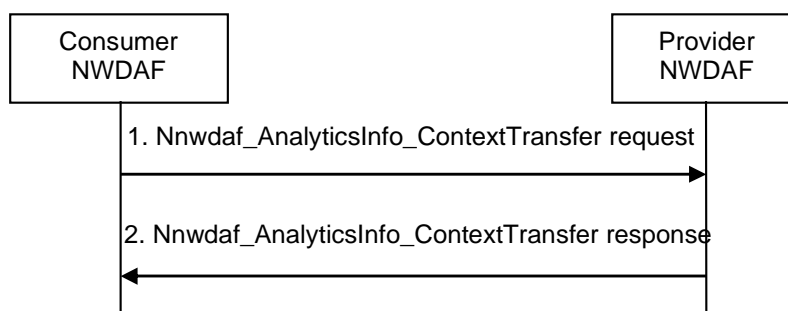 Consumer
NWDAF
Provider
NWDAF
1. Nnwdaf_AnalyticsInfo_ContextTransfer request
2. Nnwdaf_AnalyticsInfo_ContextTransfer response